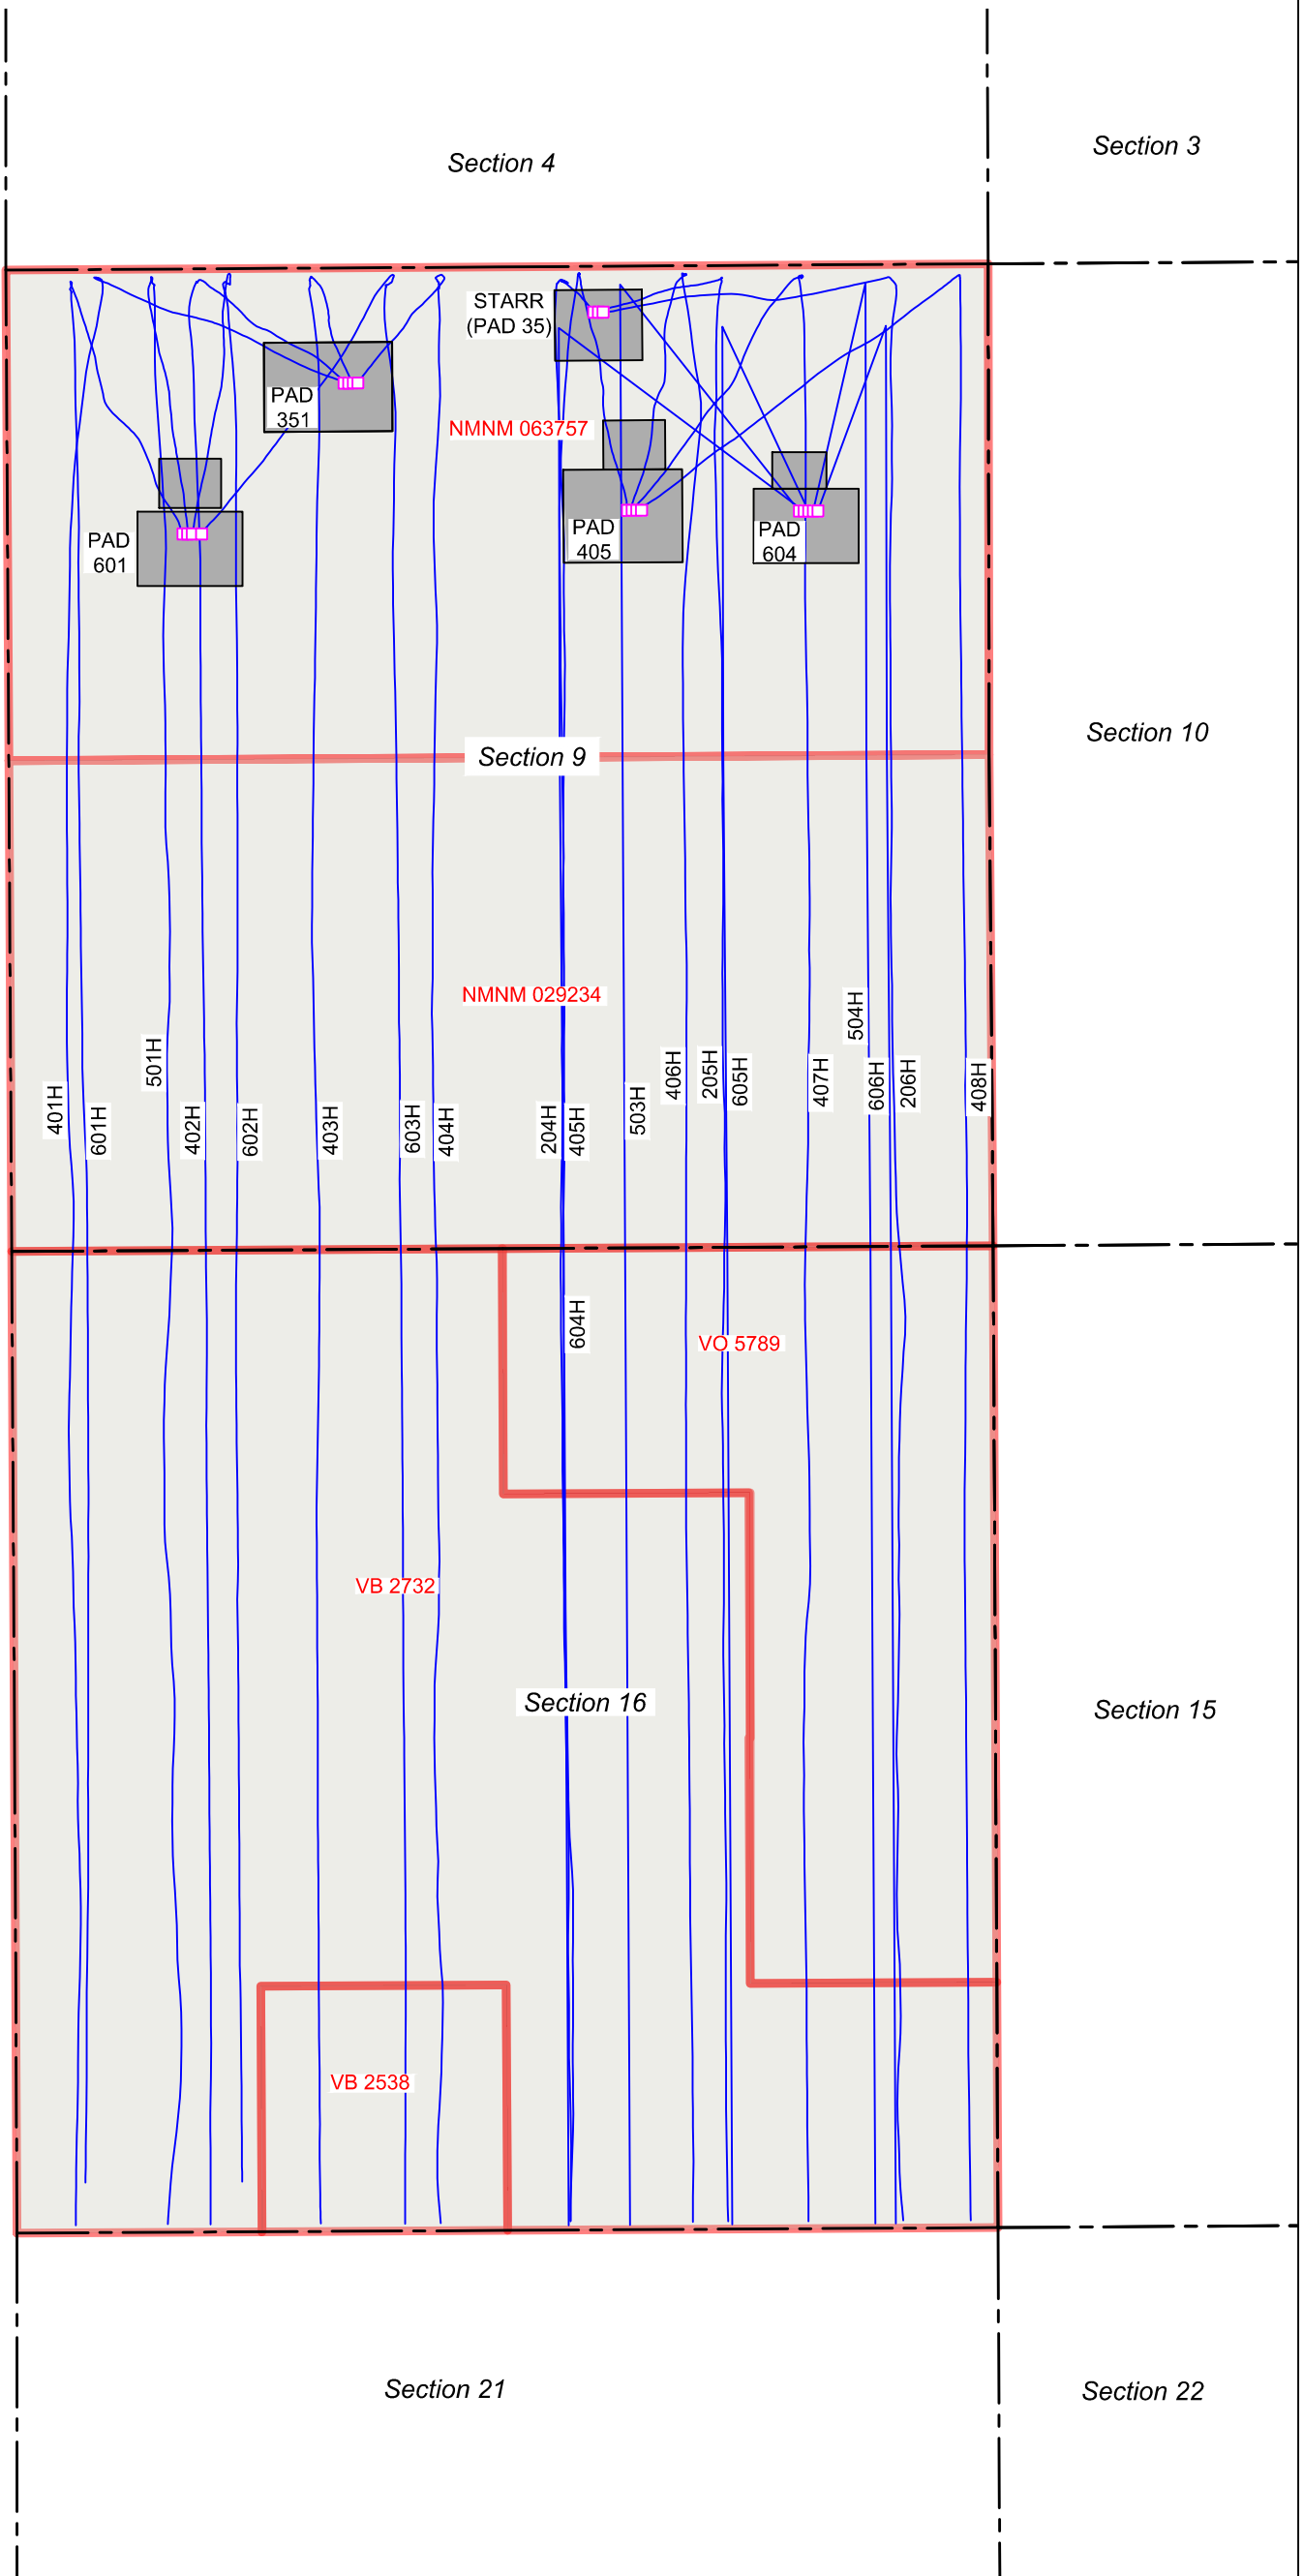 Section 3
Section 4
STARR
(PAD 35)
PAD
351
NMNM 063757
PAD
405
PAD
604
PAD
601
Section 10
Section 9
NMNM 029234
401H
601H
501H
402H
602H
403H
603H
404H
204H
405H
503H
406H
205H
605H
407H
504H
606H
206H
408H
604H
VO 5789
VB 2732
Section 16
Section 15
VB 2538
Section 21
Section 22